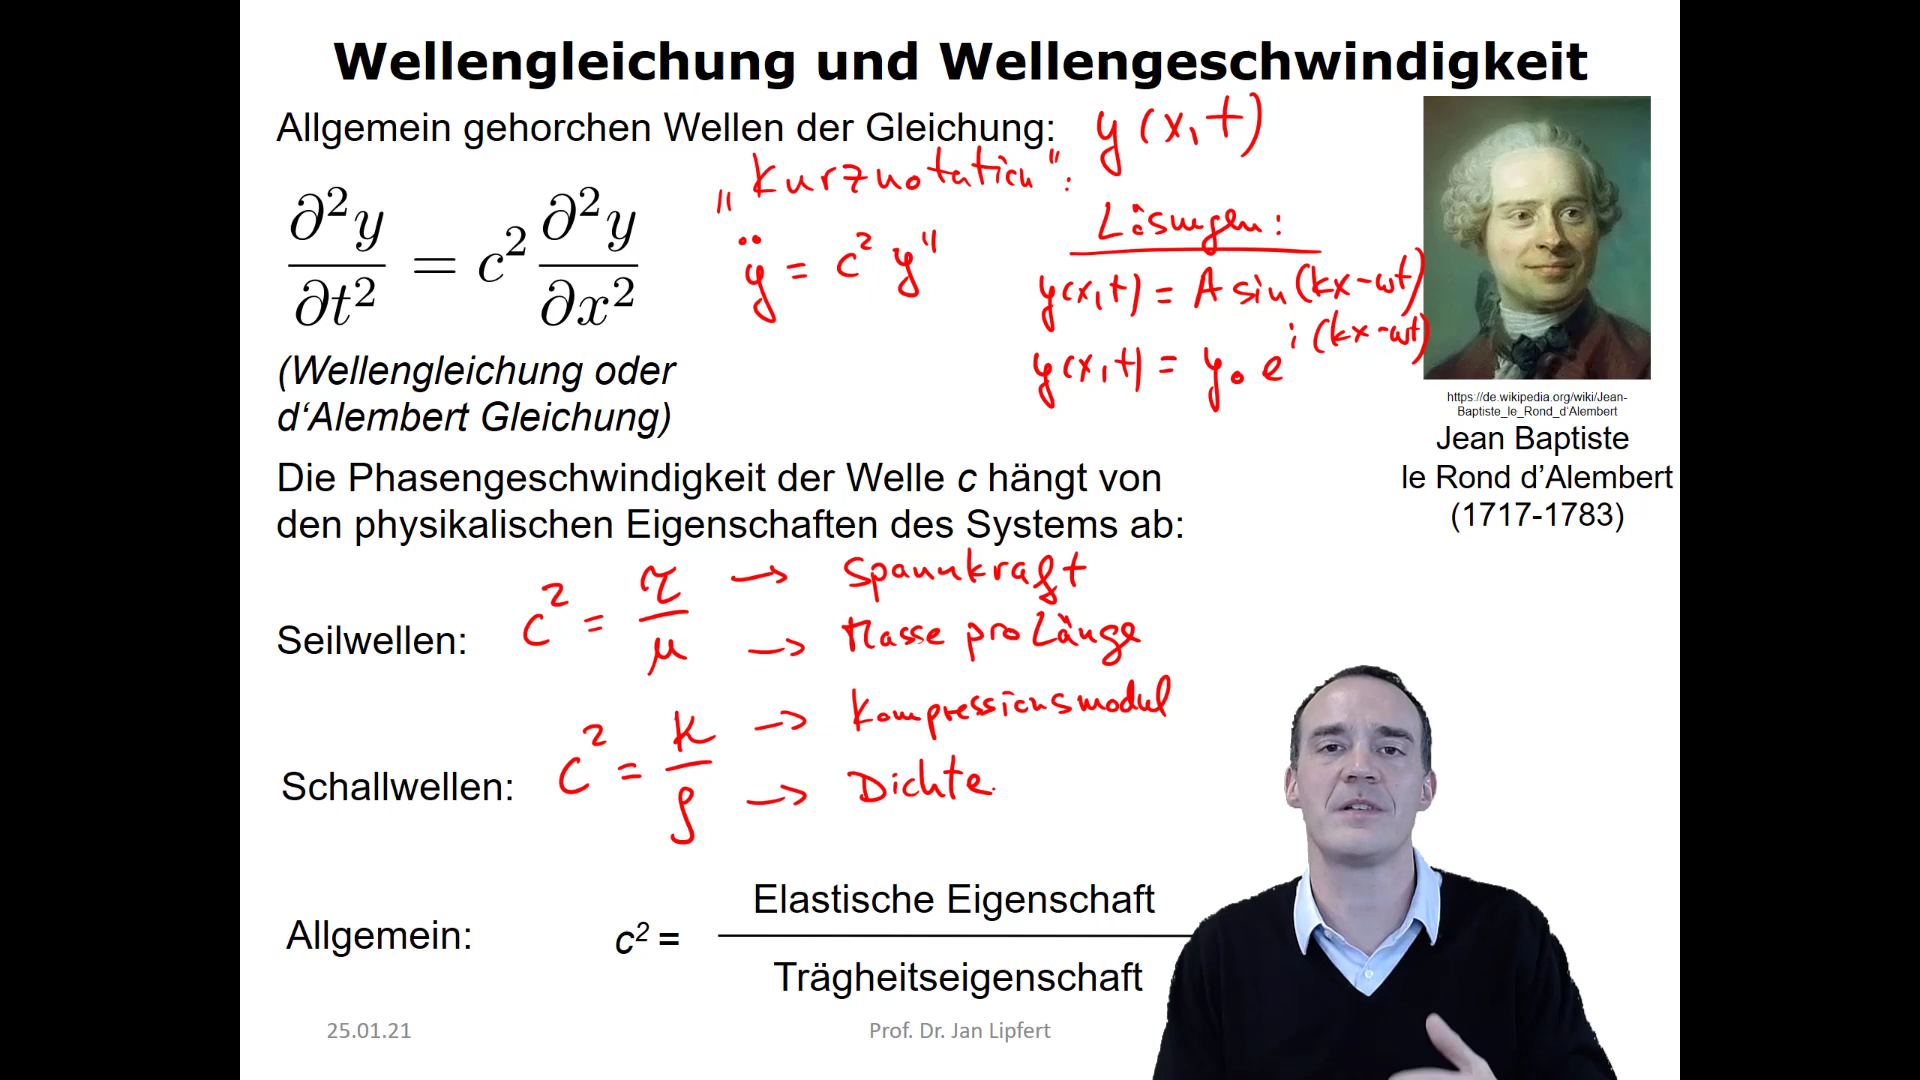 Wellengleichung und Wellengeschwindigkeit
Allgemein gehorchen Wellen der Gleichung: y(x,t)
„Kurznotation":
∂²y/∂t² = c² ∂²y/∂x²
ÿ = c² y"
Lösungen:
y(x,t) = A sin(kx-ωt)
y(x,t) = y₀ e^{i(kx-ωt)}
(Wellengleichung oder
d‘Alembert Gleichung)
https://de.wikipedia.org/wiki/Jean-
Baptiste_le_Rond_d’Alembert
Jean Baptiste
le Rond d’Alembert
(1717-1783)
Die Phasengeschwindigkeit der Welle c hängt von
den physikalischen Eigenschaften des Systems ab:
Seilwellen: c² = τ/μ
→ Spannkraft
→ Masse pro Länge
Schallwellen: c² = K/ρ
→ Kompressionsmodul
→ Dichte
Allgemein: c² =
Elastische Eigenschaft
Trägheitseigenschaft
25.01.21
Prof. Dr. Jan Lipfert